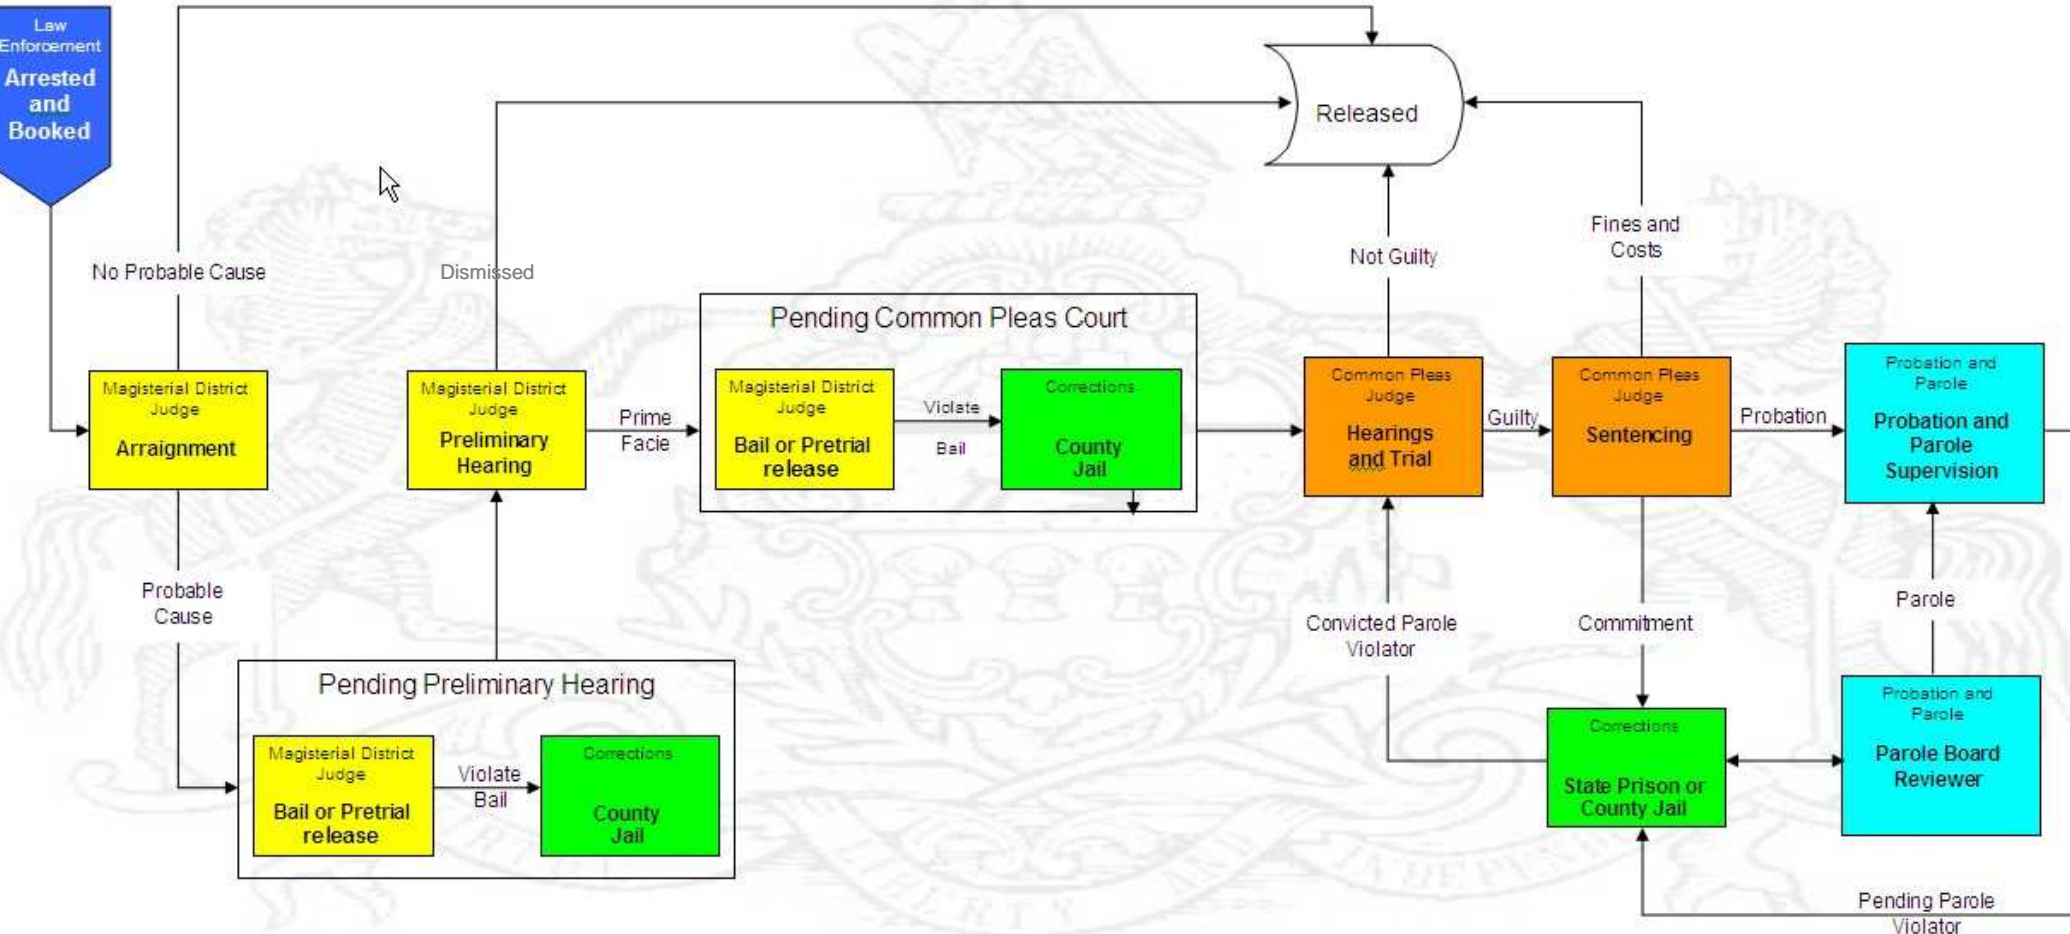 Law
Enforcement
Arrested
and
Booked
Released
No Probable Cause
Dismissed
Not Guilty
Fines and
Costs
Magisterial District
Judge
Arraignment
Magisterial District
Judge
Preliminary
Hearing
Prime
Facie
Pending Common Pleas Court
Magisterial District
Judge
Bail or Pretrial
release
Violate
Bail
Corrections
County
Jail
Common Pleas
Judge
Hearings
and Trial
Guilty
Common Pleas
Judge
Sentencing
Probation
Probation and
Parole
Probation and
Parole
Supervision
Probable
Cause
Convicted Parole
Violator
Commitment
Parole
Pending Preliminary Hearing
Magisterial District
Judge
Bail or Pretrial
release
Violate
Bail
Corrections
County
Jail
Corrections
State Prison or
County Jail
Probation and
Parole
Parole Board
Reviewer
Pending Parole
Violator
LIBERTY
AND